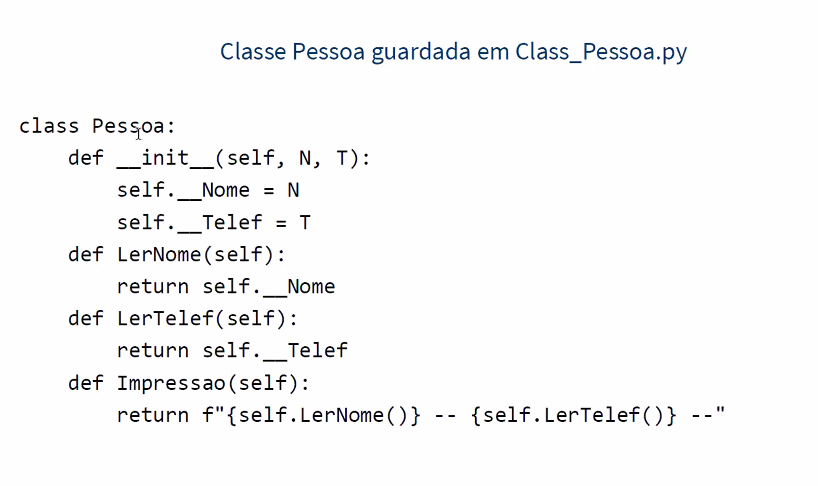 Classe Pessoa guardada em Class_Pessoa.py
class Pessoa:
    def __init__(self, N, T):
        self.__Nome = N
        self.__Telef = T
    def LerNome(self):
        return self.__Nome
    def LerTelef(self):
        return self.__Telef
    def Impressao(self):
        return f"{self.LerNome()} -- {self.LerTelef()} --"